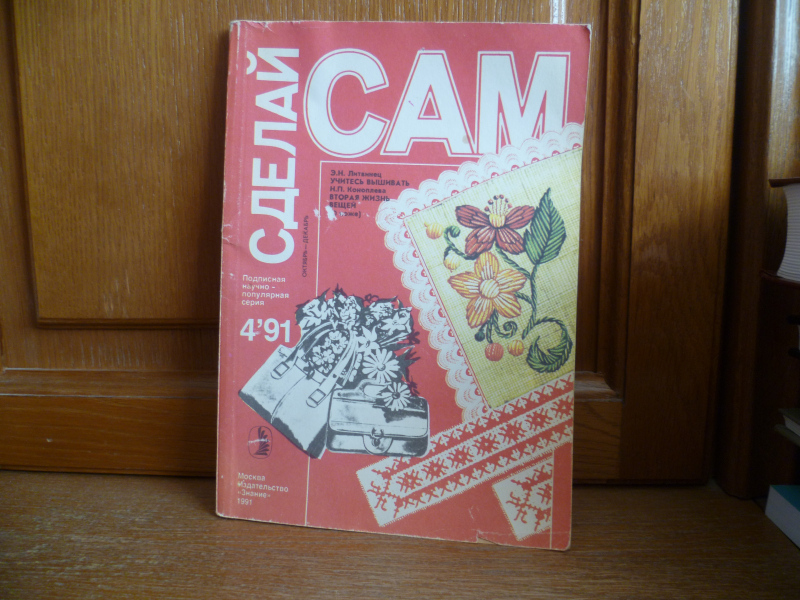 СДЕЛАЙ
САМ
Э.Н. Литвинец
УЧИТЕСЬ ВЫШИВАТЬ
Н.П. Коноплева
ВТОРАЯ ЖИЗНЬ
ВЕЩЕЙ
кожи)
ОКТЯБРЬ—ДЕКАБРЬ
Подписная
научно-
популярная
серия
4'91
Москва
Издательство
«Знание»
1991